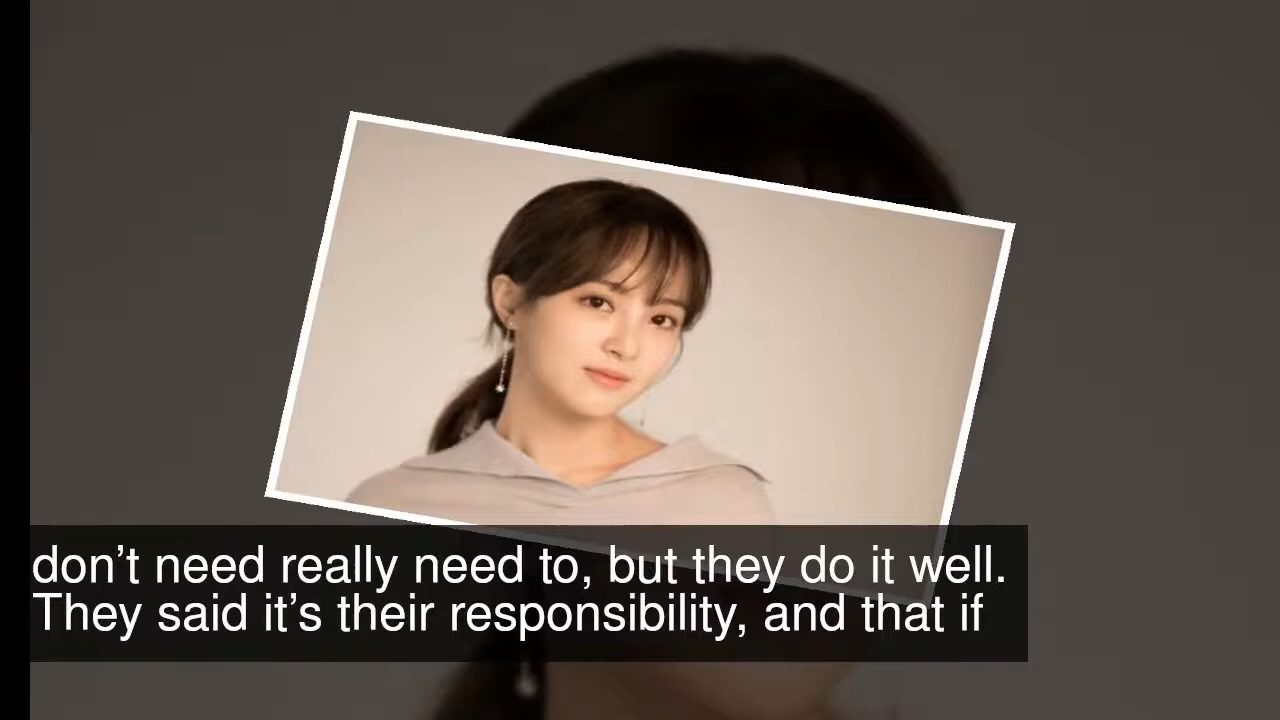 don’t need really need to, but they do it well.
They said it’s their responsibility, and that if